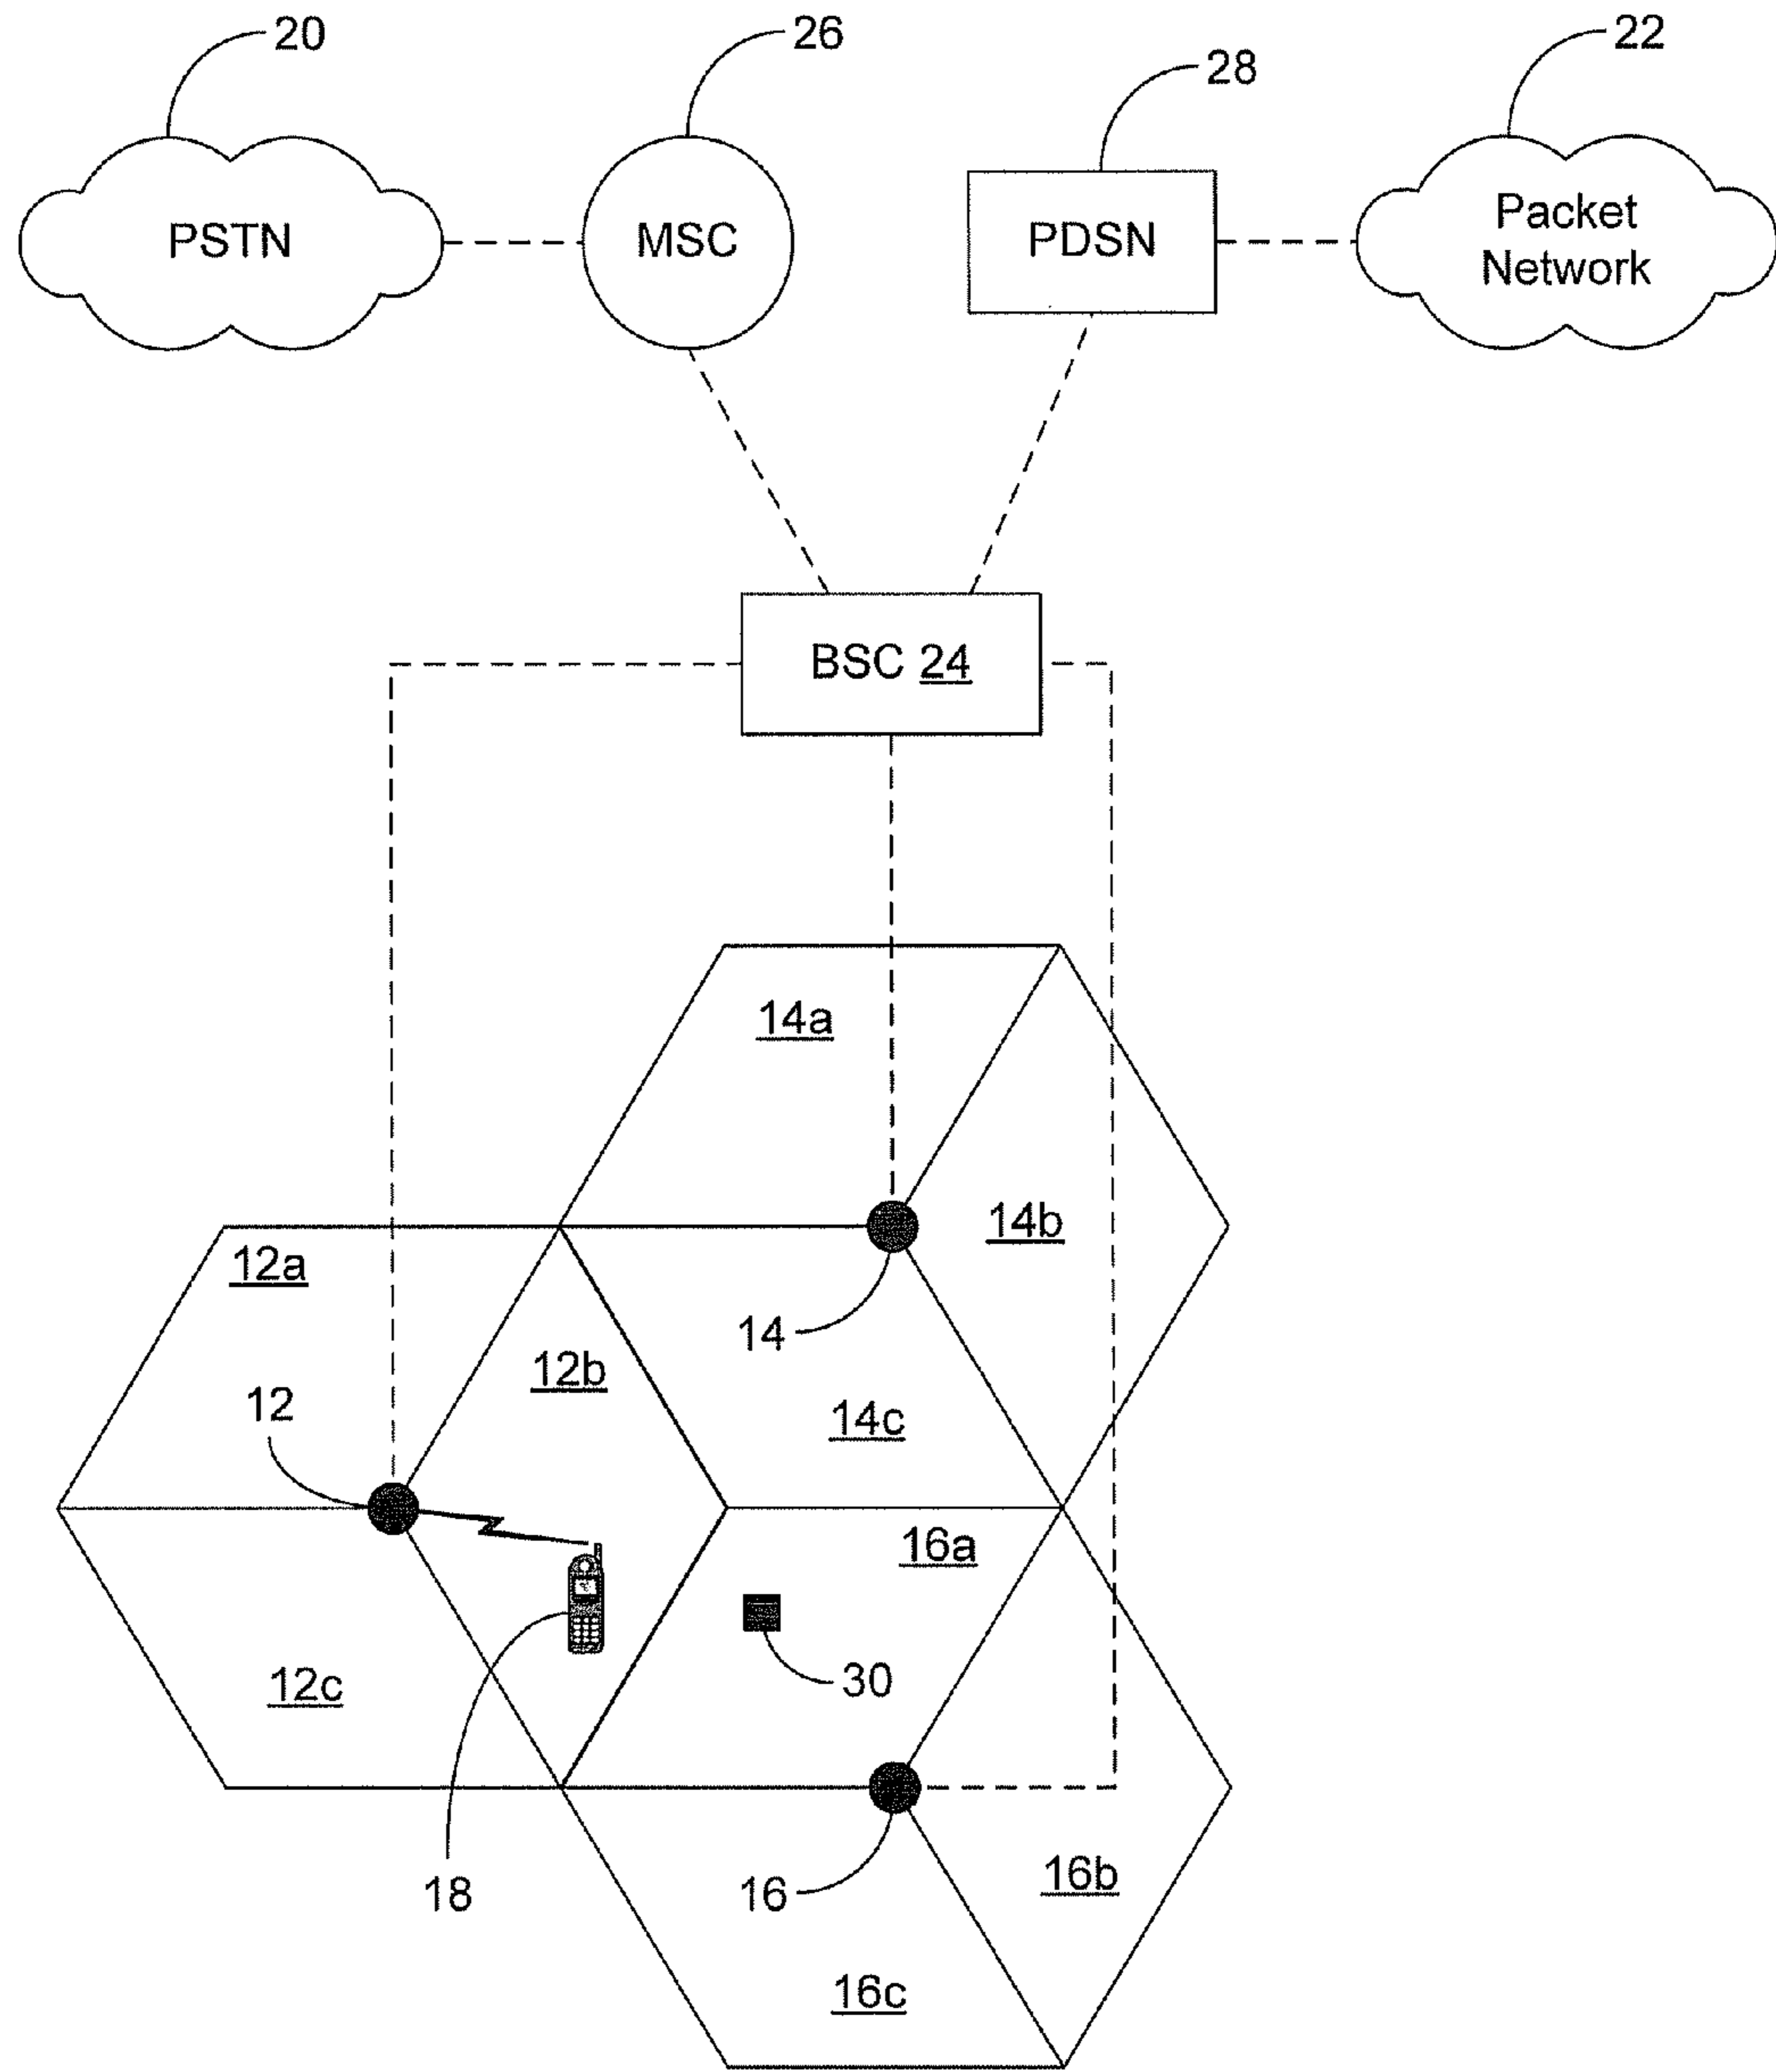 20
26
28
22
PSTN
MSC
PDSN
Packet
Network
BSC 24
14a
14b
12a
14
12b
12
14c
16a
30
12c
18
16
16b
16c